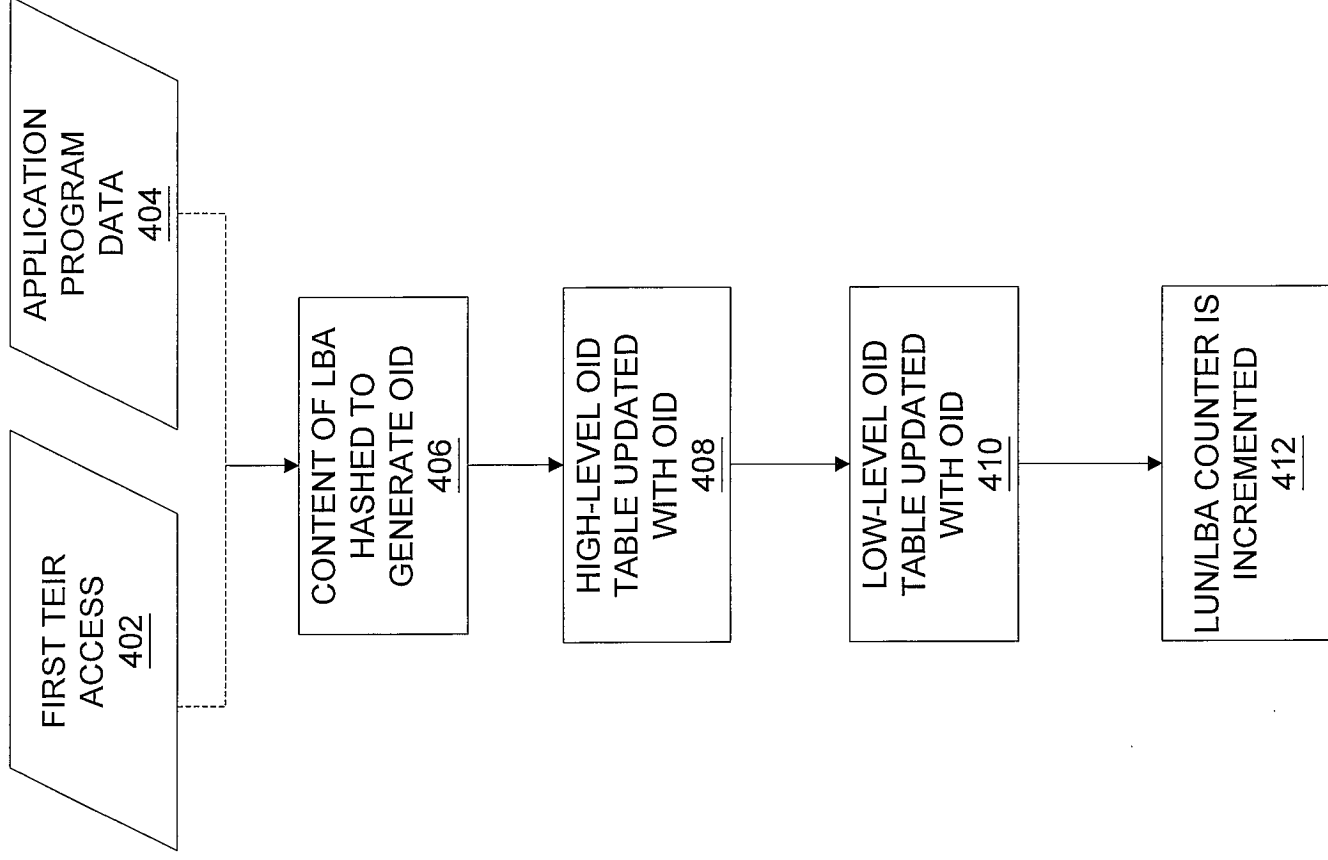 FIRST TEIR
ACCESS
402
APPLICATION
PROGRAM
DATA
404
CONTENT OF LBA
HASHED TO
GENERATE OID
406
HIGH-LEVEL OID
TABLE UPDATED
WITH OID
408
LOW-LEVEL OID
TABLE UPDATED
WITH OID
410
LUN/LBA COUNTER IS
INCREMENTED
412